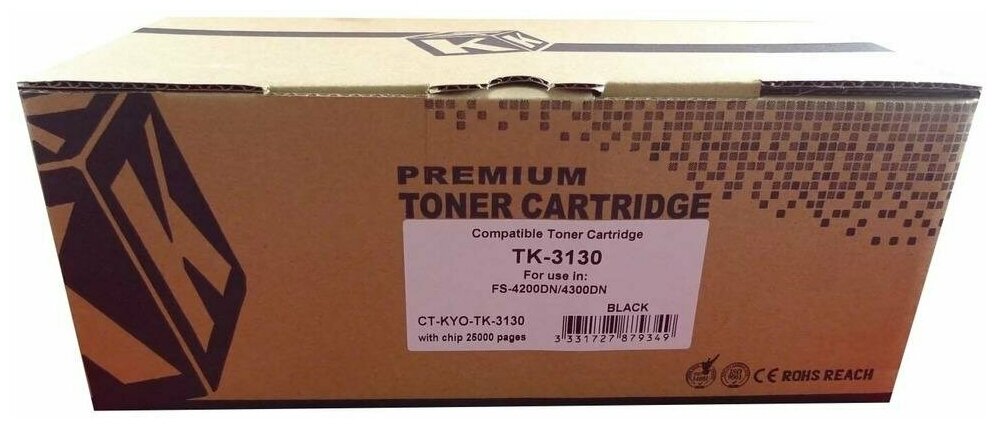 KK
PREMIUM
TONER CARTRIDGE
Compatible Toner Cartridge
TK-3130
For use in:
FS-4200DN/4300DN
BLACK
CT-KYO-TK-3130
with chip 25000 pages
3 331727 879349
CE ROHS REACH